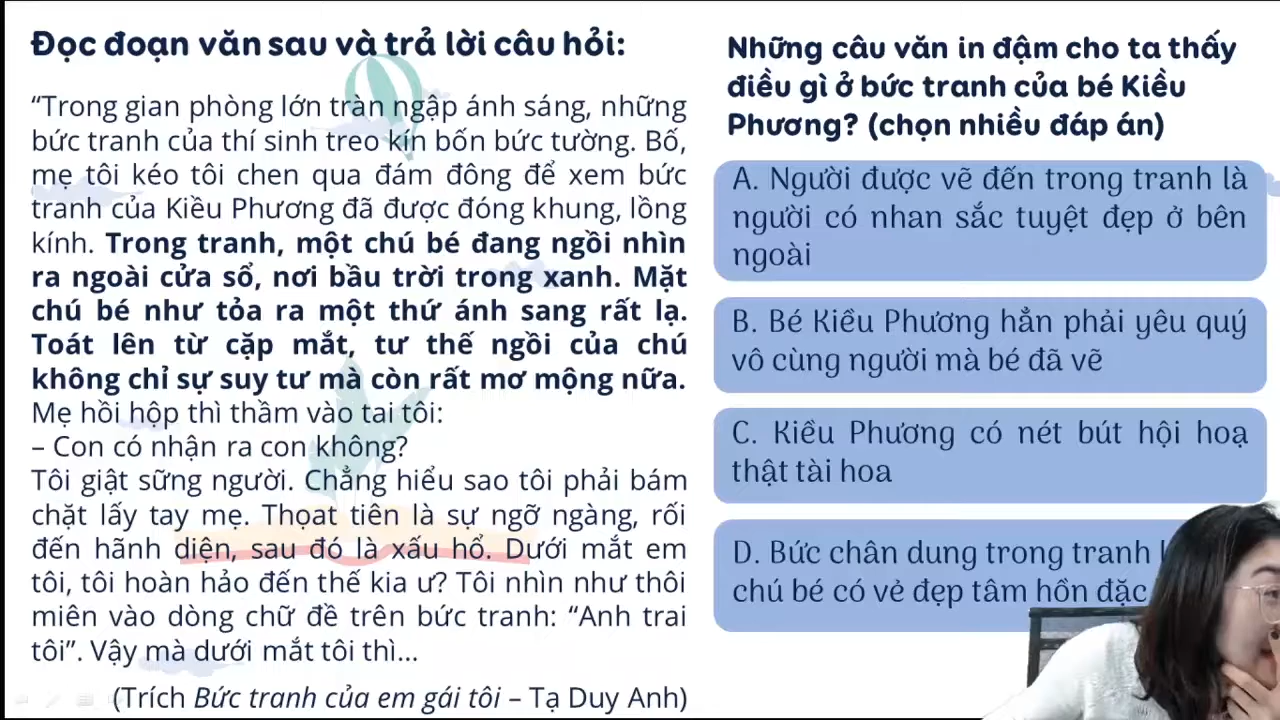 Đọc đoạn văn sau và trả lời câu hỏi:
“Trong gian phòng lớn tràn ngập ánh sáng, những
bức tranh của thí sinh treo kín bốn bức tường. Bố,
mẹ tôi kéo tôi chen qua đám đông để xem bức
tranh của Kiều Phương đã được đóng khung, lồng
kính. Trong tranh, một chú bé đang ngồi nhìn
ra ngoài cửa sổ, nơi bầu trời trong xanh. Mặt
chú bé như tỏa ra một thứ ánh sang rất lạ.
Toát lên từ cặp mắt, tư thế ngồi của chú
không chỉ sự suy tư mà còn rất mơ mộng nữa.
Mẹ hồi hộp thì thầm vào tai tôi:
– Con có nhận ra con không?
Tôi giật sững người. Chẳng hiểu sao tôi phải bám
chặt lấy tay mẹ. Thọat tiên là sự ngỡ ngàng, rối
đến hãnh diện, sau đó là xấu hổ. Dưới mắt em
tôi, tôi hoàn hảo đến thế kia ư? Tôi nhìn như thôi
miên vào dòng chữ đề trên bức tranh: “Anh trai
tôi”. Vậy mà dưới mắt tôi thì...
(Trích Bức tranh của em gái tôi – Tạ Duy Anh)
Những câu văn in đậm cho ta thấy
điều gì ở bức tranh của bé Kiều
Phương? (chọn nhiều đáp án)
A. Người được vẽ đến trong tranh là
người có nhan sắc tuyệt đẹp ở bên
ngoài
B. Bé Kiều Phương hẳn phải yêu quý
vô cùng người mà bé đã vẽ
C. Kiều Phương có nét bút hội hoạ
thật tài hoa
D. Bức chân dung trong tranh
chú bé có vẻ đẹp tâm hồn đặc